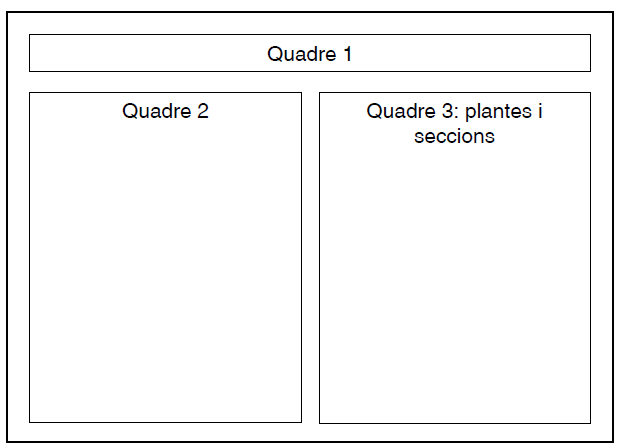 Quadre 1
Quadre 2
Quadre 3: plantes i
seccions